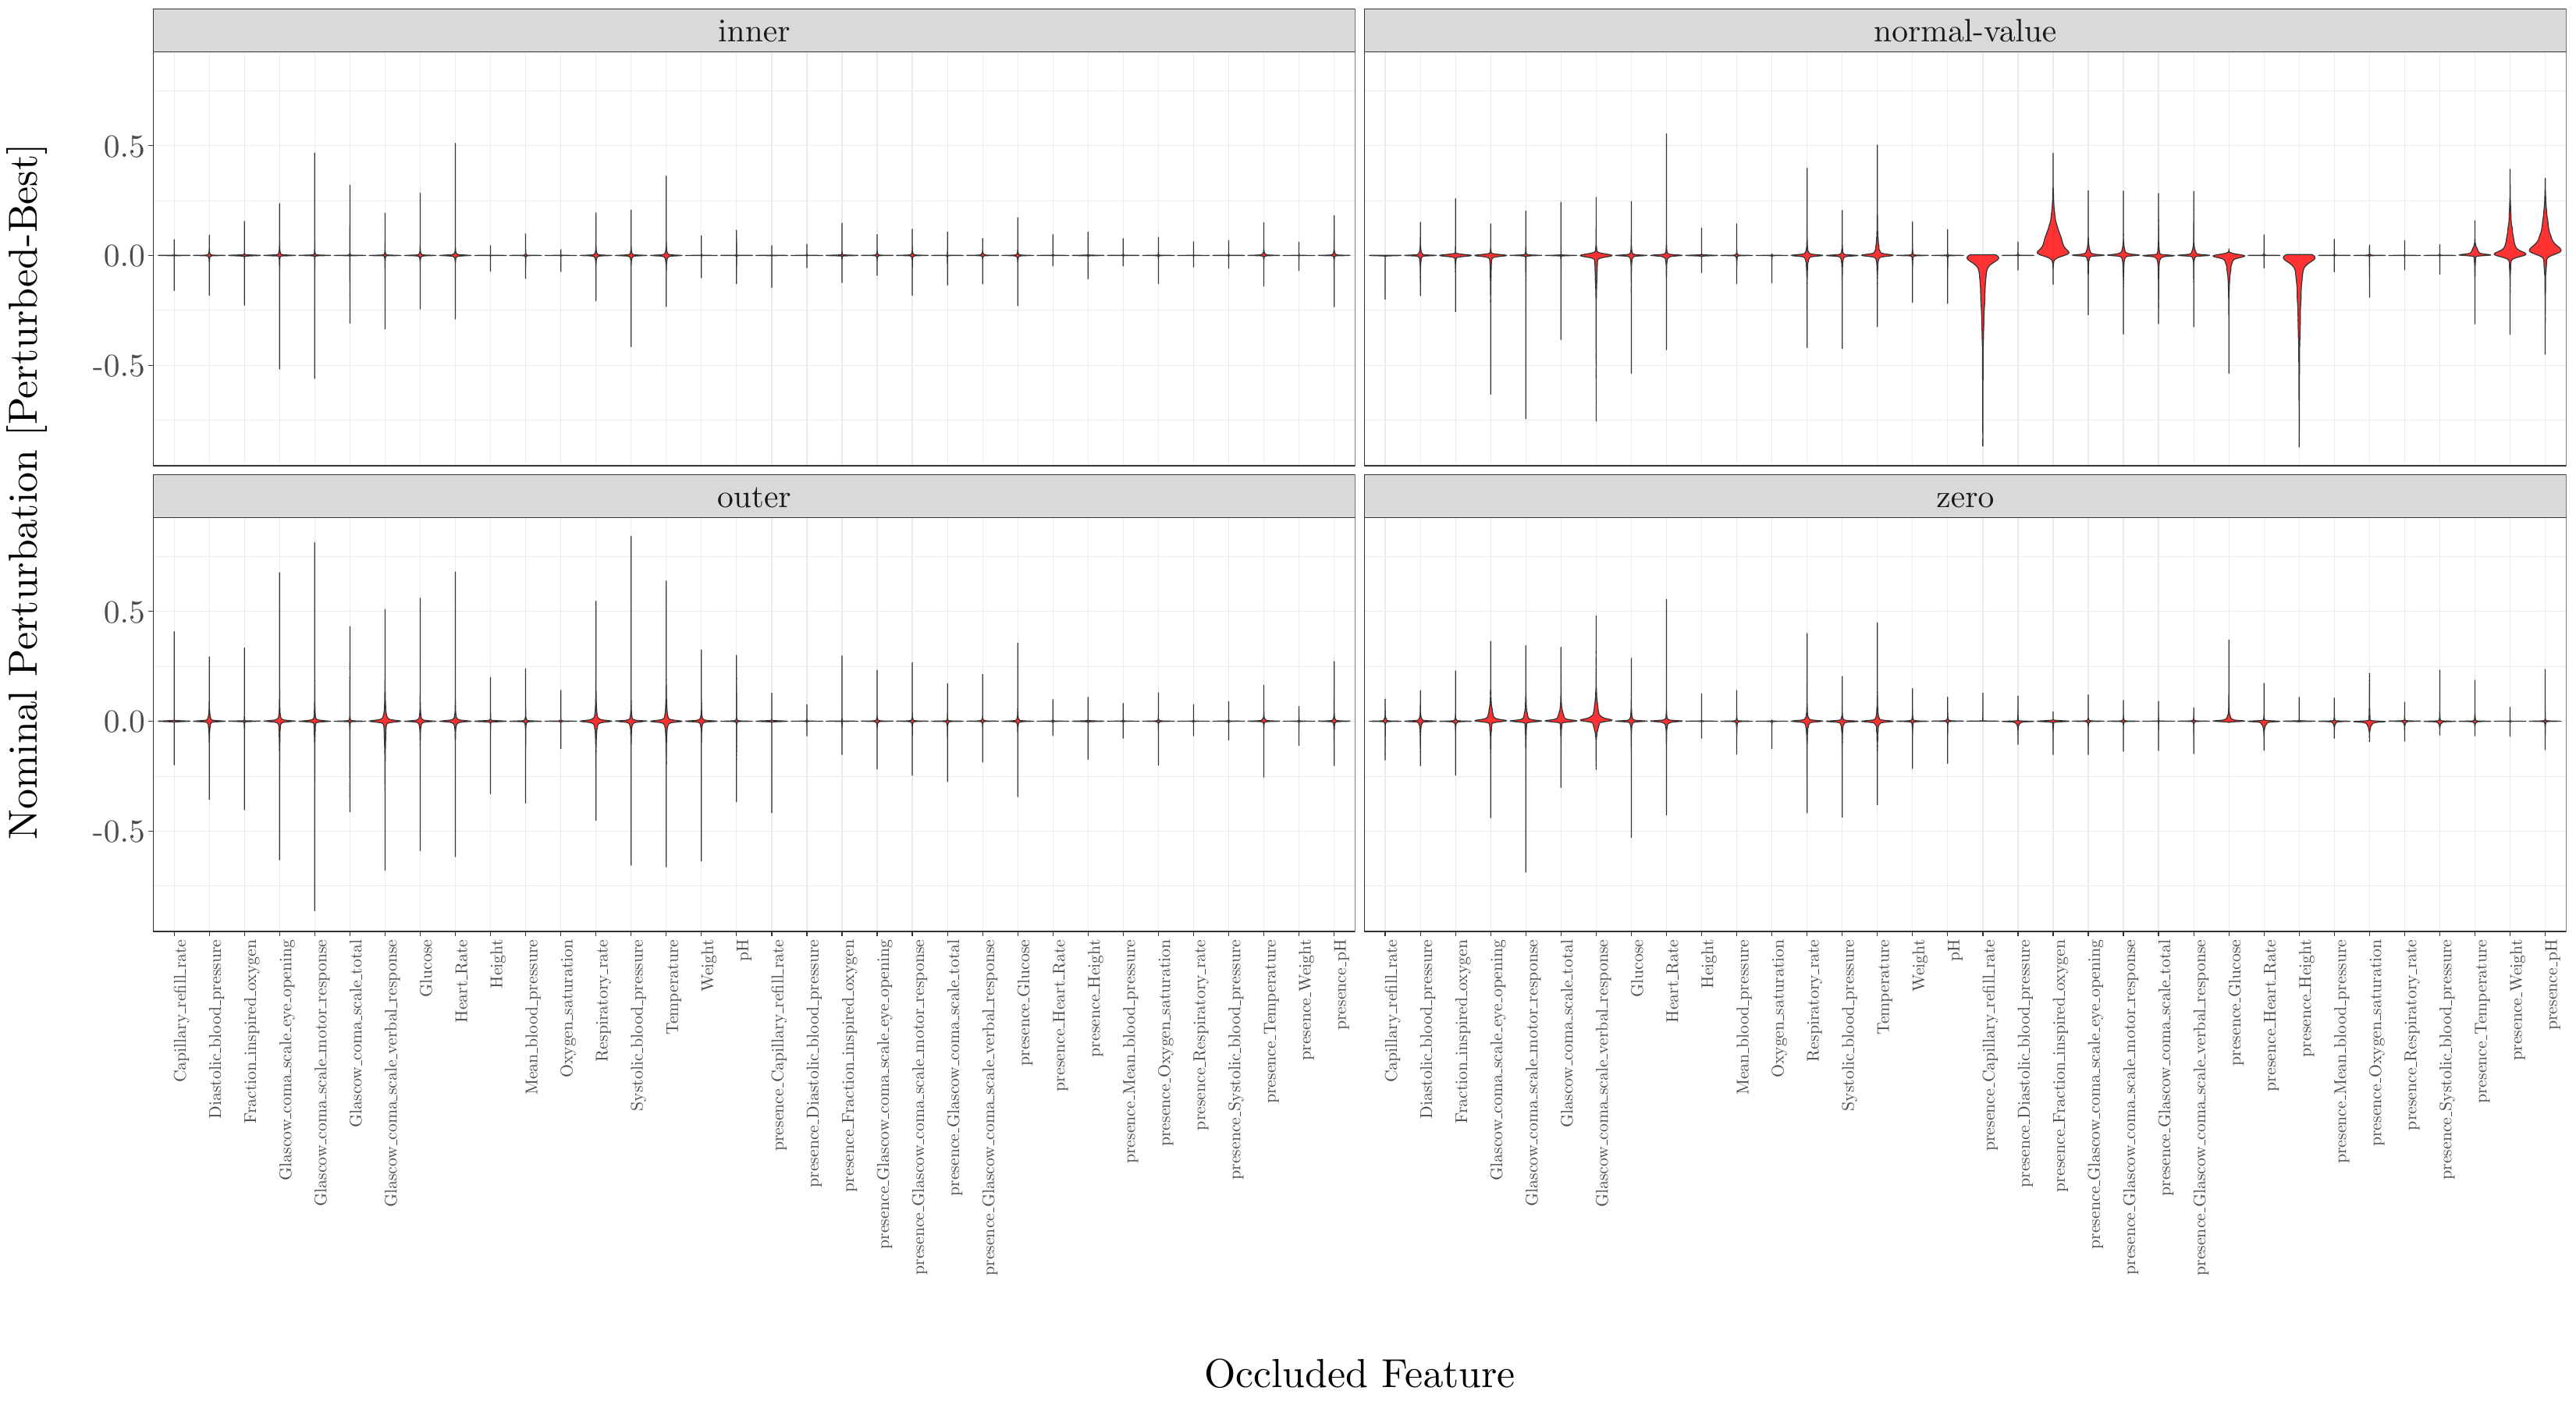 inner
normal-value
0.5
0.0
-0.5
outer
zero
0.5
0.0
-0.5
Nominal Perturbation [Perturbed-Best]
Capillary_refill_rate
Diastolic_blood_pressure
Fraction_inspired_oxygen
Glascow_coma_scale_eye_opening
Glascow_coma_scale_motor_response
Glascow_coma_scale_total
Glascow_coma_scale_verbal_response
Glucose
Heart_Rate
Height
Mean_blood_pressure
Oxygen_saturation
Respiratory_rate
Systolic_blood_pressure
Temperature
Weight
pH
presence_Capillary_refill_rate
presence_Diastolic_blood_pressure
presence_Fraction_inspired_oxygen
presence_Glascow_coma_scale_eye_opening
presence_Glascow_coma_scale_motor_response
presence_Glascow_coma_scale_total
presence_Glascow_coma_scale_verbal_response
presence_Glucose
presence_Heart_Rate
presence_Height
presence_Mean_blood_pressure
presence_Oxygen_saturation
presence_Respiratory_rate
presence_Systolic_blood_pressure
presence_Temperature
presence_Weight
presence_pH
Capillary_refill_rate
Diastolic_blood_pressure
Fraction_inspired_oxygen
Glascow_coma_scale_eye_opening
Glascow_coma_scale_motor_response
Glascow_coma_scale_total
Glascow_coma_scale_verbal_response
Glucose
Heart_Rate
Height
Mean_blood_pressure
Oxygen_saturation
Respiratory_rate
Systolic_blood_pressure
Temperature
Weight
pH
presence_Capillary_refill_rate
presence_Diastolic_blood_pressure
presence_Fraction_inspired_oxygen
presence_Glascow_coma_scale_eye_opening
presence_Glascow_coma_scale_motor_response
presence_Glascow_coma_scale_total
presence_Glascow_coma_scale_verbal_response
presence_Glucose
presence_Heart_Rate
presence_Height
presence_Mean_blood_pressure
presence_Oxygen_saturation
presence_Respiratory_rate
presence_Systolic_blood_pressure
presence_Temperature
presence_Weight
presence_pH
Occluded Feature